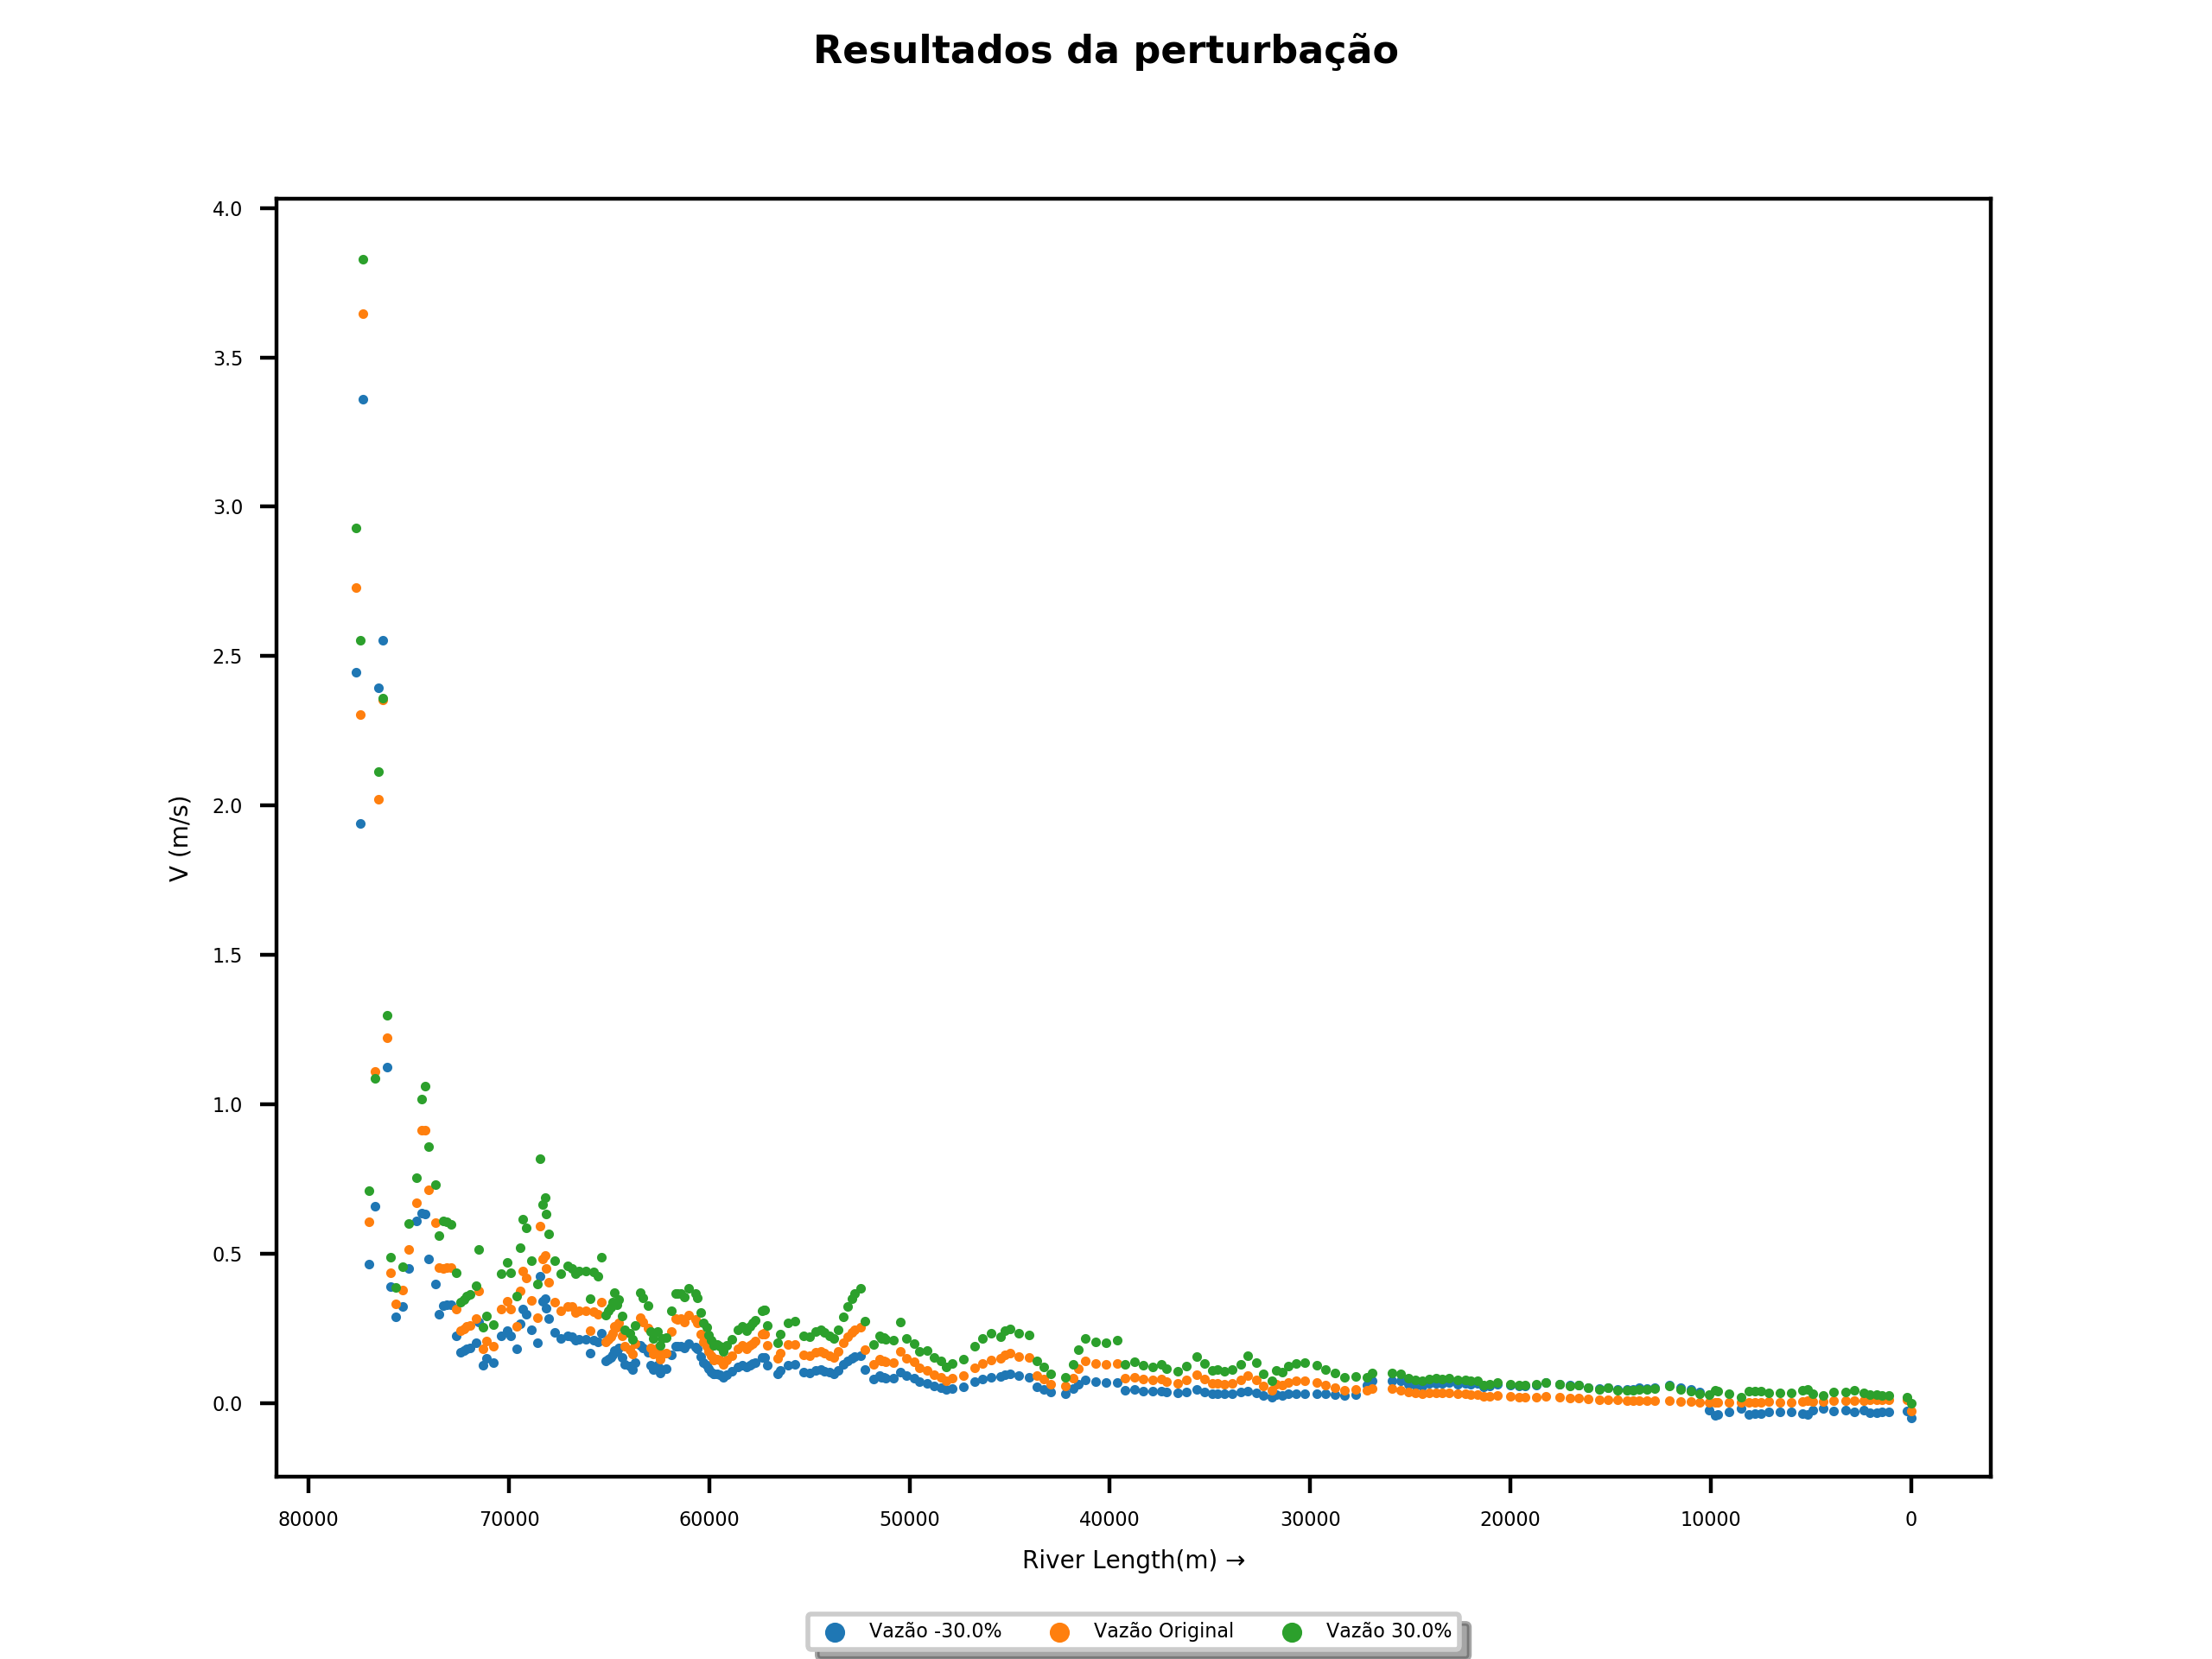 Resultados da perturbação
4.0
3.5
3.0
2.5
2.0
1.5
1.0
0.5
0.0
V (m/s)
80000 70000 60000 50000 40000 30000 20000 10000 0
River Length(m) →
Vazão -30.0% Vazão Original Vazão 30.0%